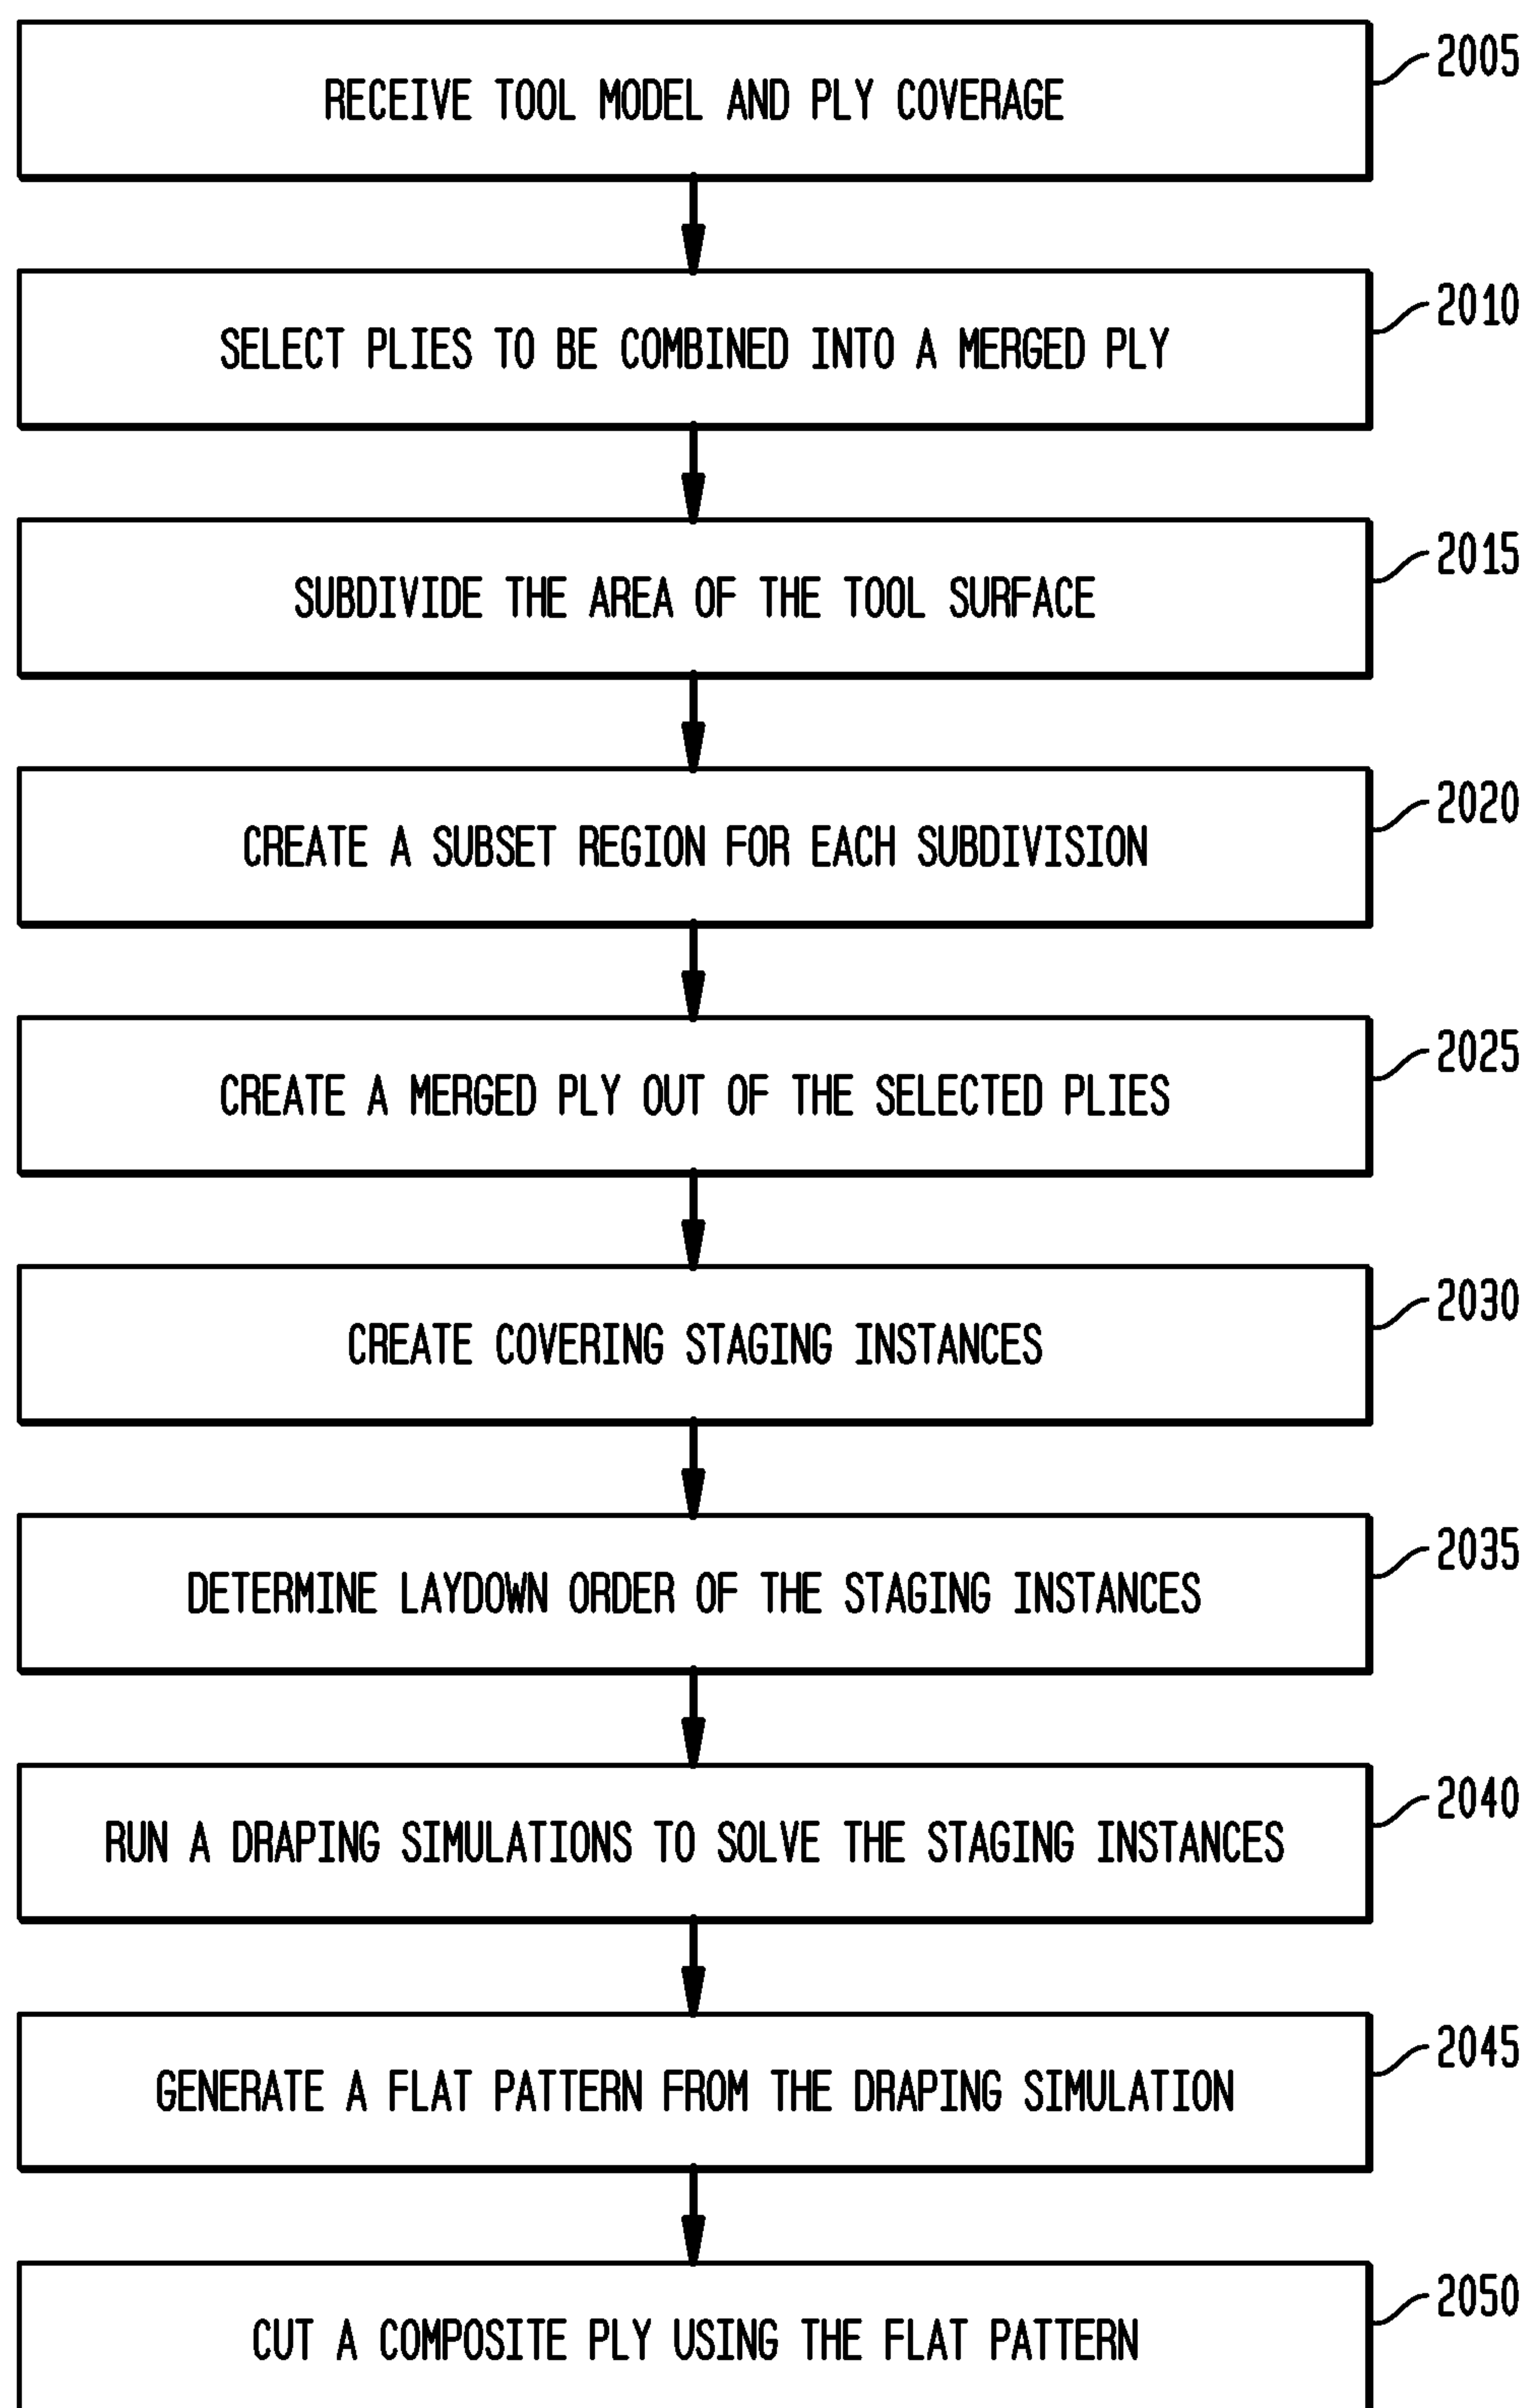 RECEIVE TOOL MODEL AND PLY COVERAGE
2005
SELECT PLIES TO BE COMBINED INTO A MERGED PLY
2010
SUBDIVIDE THE AREA OF THE TOOL SURFACE
2015
CREATE A SUBSET REGION FOR EACH SUBDIVISION
2020
CREATE A MERGED PLY OUT OF THE SELECTED PLIES
2025
CREATE COVERING STAGING INSTANCES
2030
DETERMINE LAYDOWN ORDER OF THE STAGING INSTANCES
2035
RUN A DRAPING SIMULATIONS TO SOLVE THE STAGING INSTANCES
2040
GENERATE A FLAT PATTERN FROM THE DRAPING SIMULATION
2045
CUT A COMPOSITE PLY USING THE FLAT PATTERN
2050